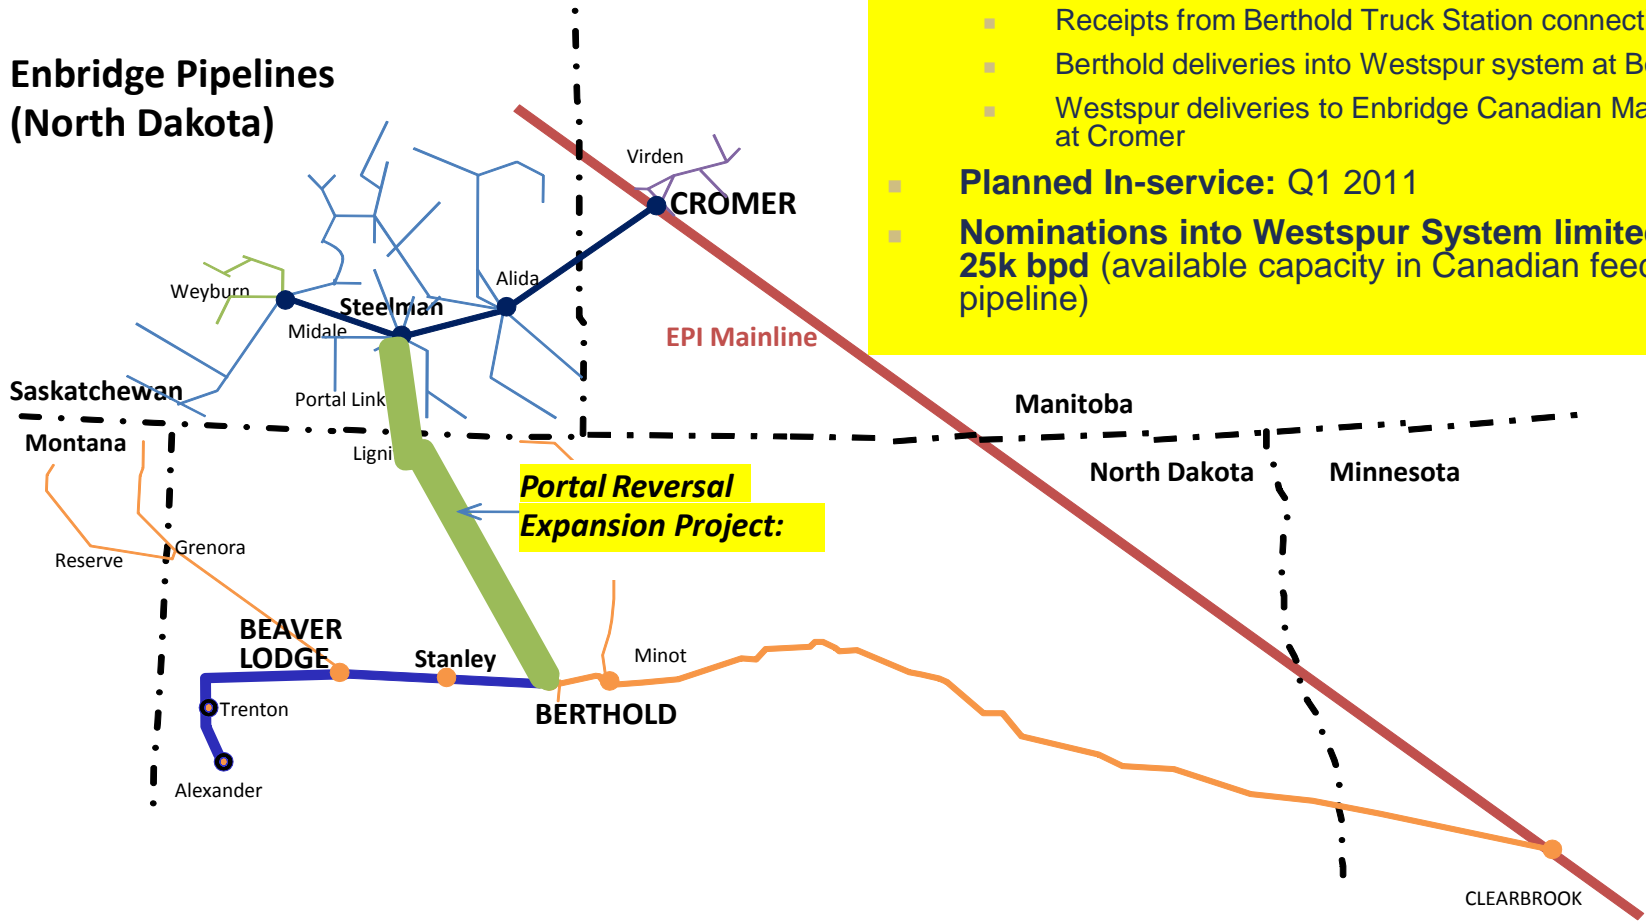 Enbridge Pipelines
(North Dakota)
Receipts from Berthold Truck Station connect
Berthold deliveries into Westspur system at
Westspur deliveries to Enbridge Canadian
at Cromer
Planned In-service: Q1 2011
Nominations into Westspur System
25k bpd (available capacity in Canadian
pipeline)
Virden
CROMER
Weyburn
Alida
Steelman
Midale
EPI Mainline
Saskatchewan
Portal Link
Manitoba
Montana
Ligni
North Dakota
Minnesota
Portal Reversal
Expansion Project:
Grenora
Reserve
BEAVER
LODGE
Stanley
Minot
Trenton
BERTHOLD
Alexander
CLEARBROOK